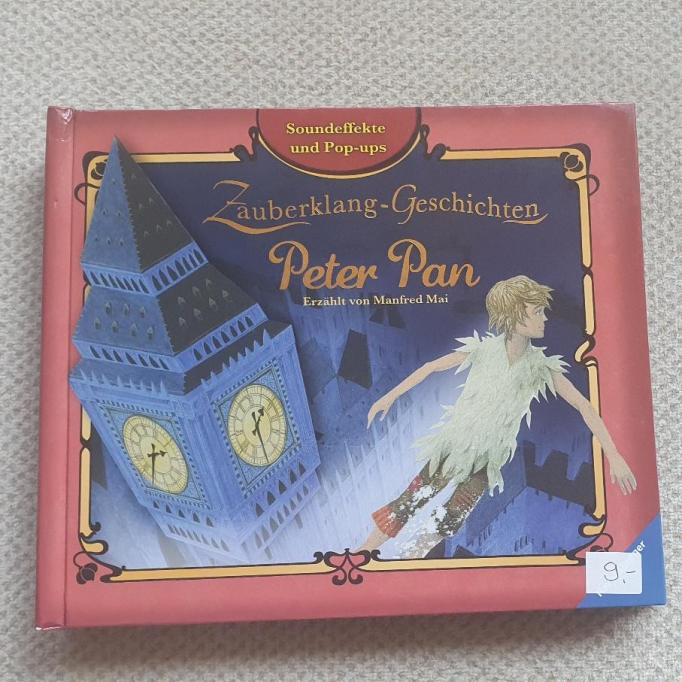 Soundeffekte
und Pop-ups
Zauberklang-Geschichten
Peter Pan
Erzählt von Manfred Mai
9,-